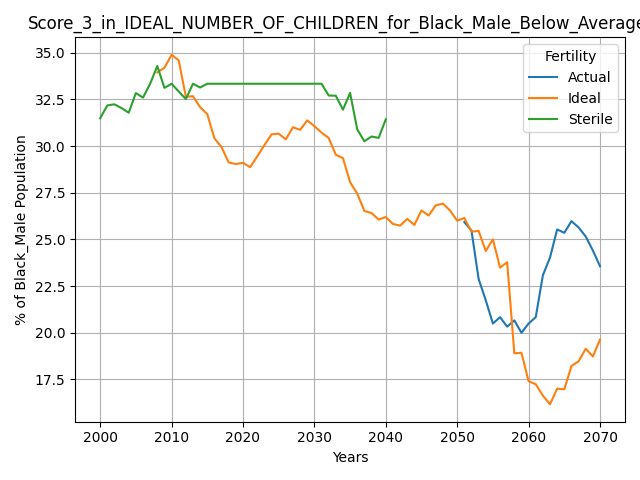 Score_3_in_IDEAL_NUMBER_OF_CHILDREN_for_Black_Male_Below_Average
Fertility
Actual
Ideal
Sterile
% of Black_Male Population
35.0
32.5
30.0
27.5
25.0
22.5
20.0
17.5
2000 2010 2020 2030 2040 2050 2060 2070
Years